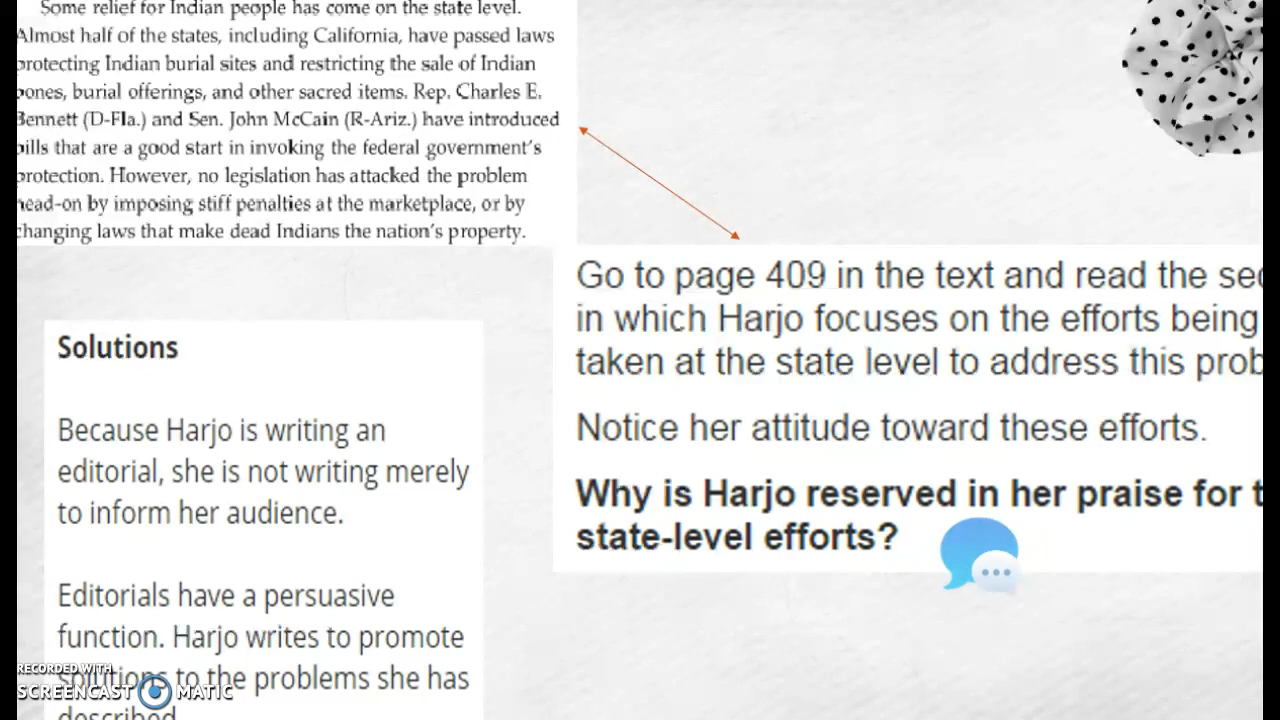 Some relief for Indian people has come on the state level.
Almost half of the states, including California, have passed laws
protecting Indian burial sites and restricting the sale of Indian
bones, burial offerings, and other sacred items. Rep. Charles E.
Bennett (D-Fla.) and Sen. John McCain (R-Ariz.) have introduced
bills that are a good start in invoking the federal government's
protection. However, no legislation has attacked the problem
head-on by imposing stiff penalties at the marketplace, or by
changing laws that make dead Indians the nation's property.
Go to page 409 in the text and read the sec
in which Harjo focuses on the efforts being
taken at the state level to address this prob
Notice her attitude toward these efforts.
Why is Harjo reserved in her praise for t
state-level efforts?
Solutions
Because Harjo is writing an
editorial, she is not writing merely
to inform her audience.
Editorials have a persuasive
function. Harjo writes to promote
solutions to the problems she has
described
RECORDED WITH
SCREENCAST MATIC